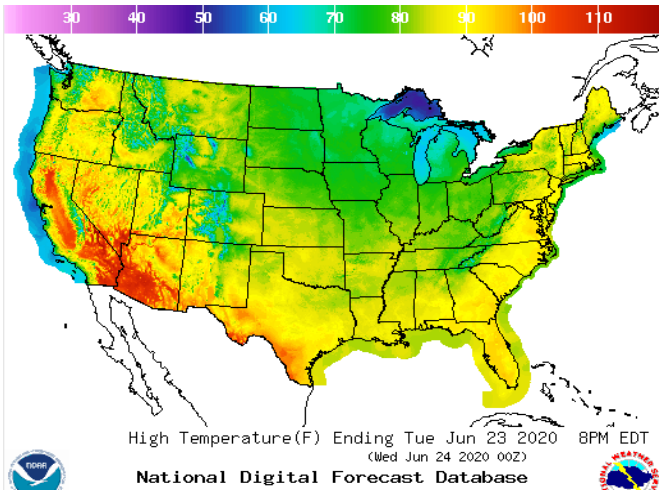 30 40 50 60 70 80 90 100 110
High Temperature(F) Ending Tue Jun 23 2020 8PM EDT
(Wed Jun 24 2020 00Z)
National Digital Forecast Database
NOAA